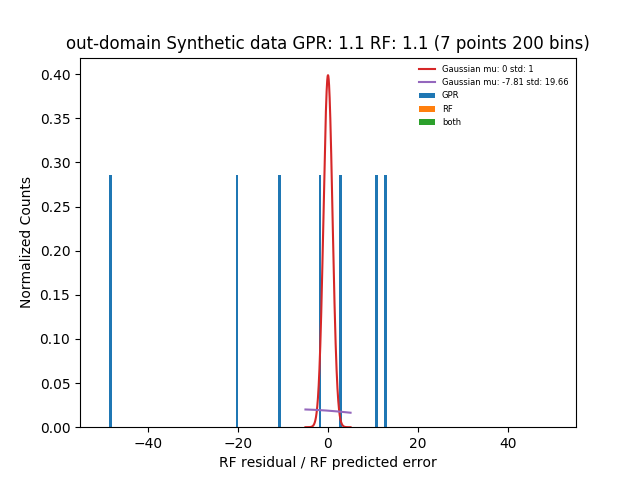 out-domain Synthetic data GPR: 1.1 RF: 1.1 (7 points 200 bins)
Gaussian mu: 0 std: 1
Gaussian mu: -7.81 std: 19.66
GPR
RF
both
Normalized Counts
0.40
0.35
0.30
0.25
0.20
0.15
0.10
0.05
0.00
−40
−20
0
20
40
RF residual / RF predicted error